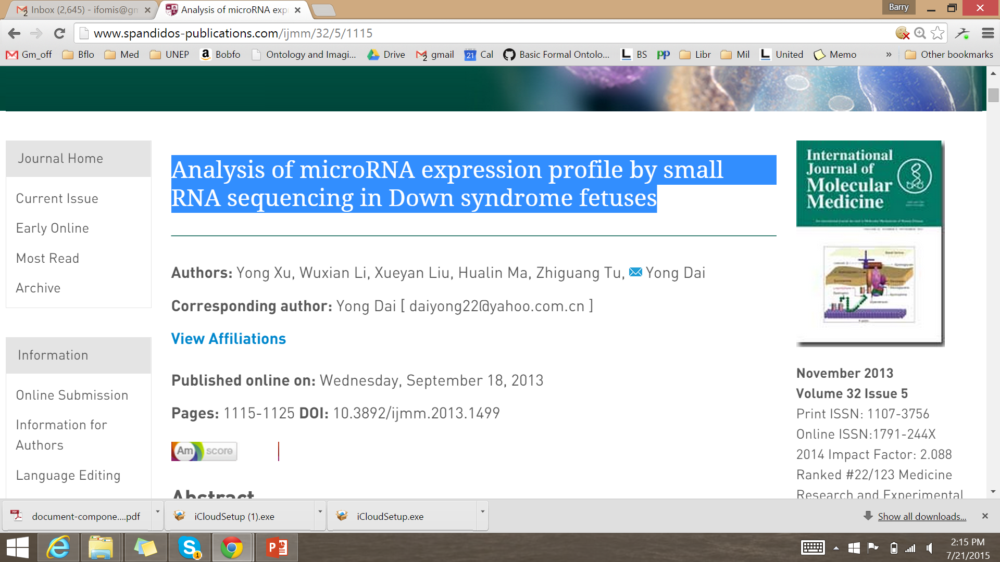 Inbox (2,645) - ifomis@gm
Analysis of microRNA exp
Barry
www.spandidos-publications.com/ijmm/32/5/1115
Gm_off
Bflo
Med
UNEP
Bobfo
Ontology and Imagi...
Drive
gmail
Cal
Basic Formal Ontolo...
BS
Libr
Mil
United
Memo
»
Other bookmarks
Journal Home
Current Issue
Early Online
Most Read
Archive
Information
Online Submission
Information for
Authors
Language Editing
Analysis of microRNA expression profile by small
RNA sequencing in Down syndrome fetuses
Authors: Yong Xu, Wuxian Li, Xueyan Liu, Hualin Ma, Zhiguang Tu, Yong Dai
Corresponding author: Yong Dai [ daiyong22@yahoo.com.cn ]
View Affiliations
Published online on: Wednesday, September 18, 2013
Pages: 1115-1125 DOI: 10.3892/ijmm.2013.1499
Am score
Abstract
International
Journal of
Molecular
Medicine
November 2013
Volume 32 Issue 5
Print ISSN: 1107-3756
Online ISSN:1791-244X
2014 Impact Factor: 2.088
Ranked #22/123 Medicine
Research and Experimental
document-compone....pdf
iCloudSetup (1).exe
iCloudSetup.exe
Show all downloads...
2:15 PM
7/21/2015